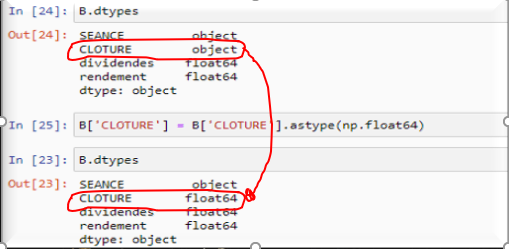 In [24]: B.dtypes
Out[24]: SEANCE object
CLOTURE object
dividendes float64
rendement float64
dtype: object
In [25]: B['CLOTURE'] = B['CLOTURE'].astype(np.float64)
In [23]: B.dtypes
Out[23]: SEANCE object
CLOTURE float64
dividendes float64
rendement float64
dtype: object